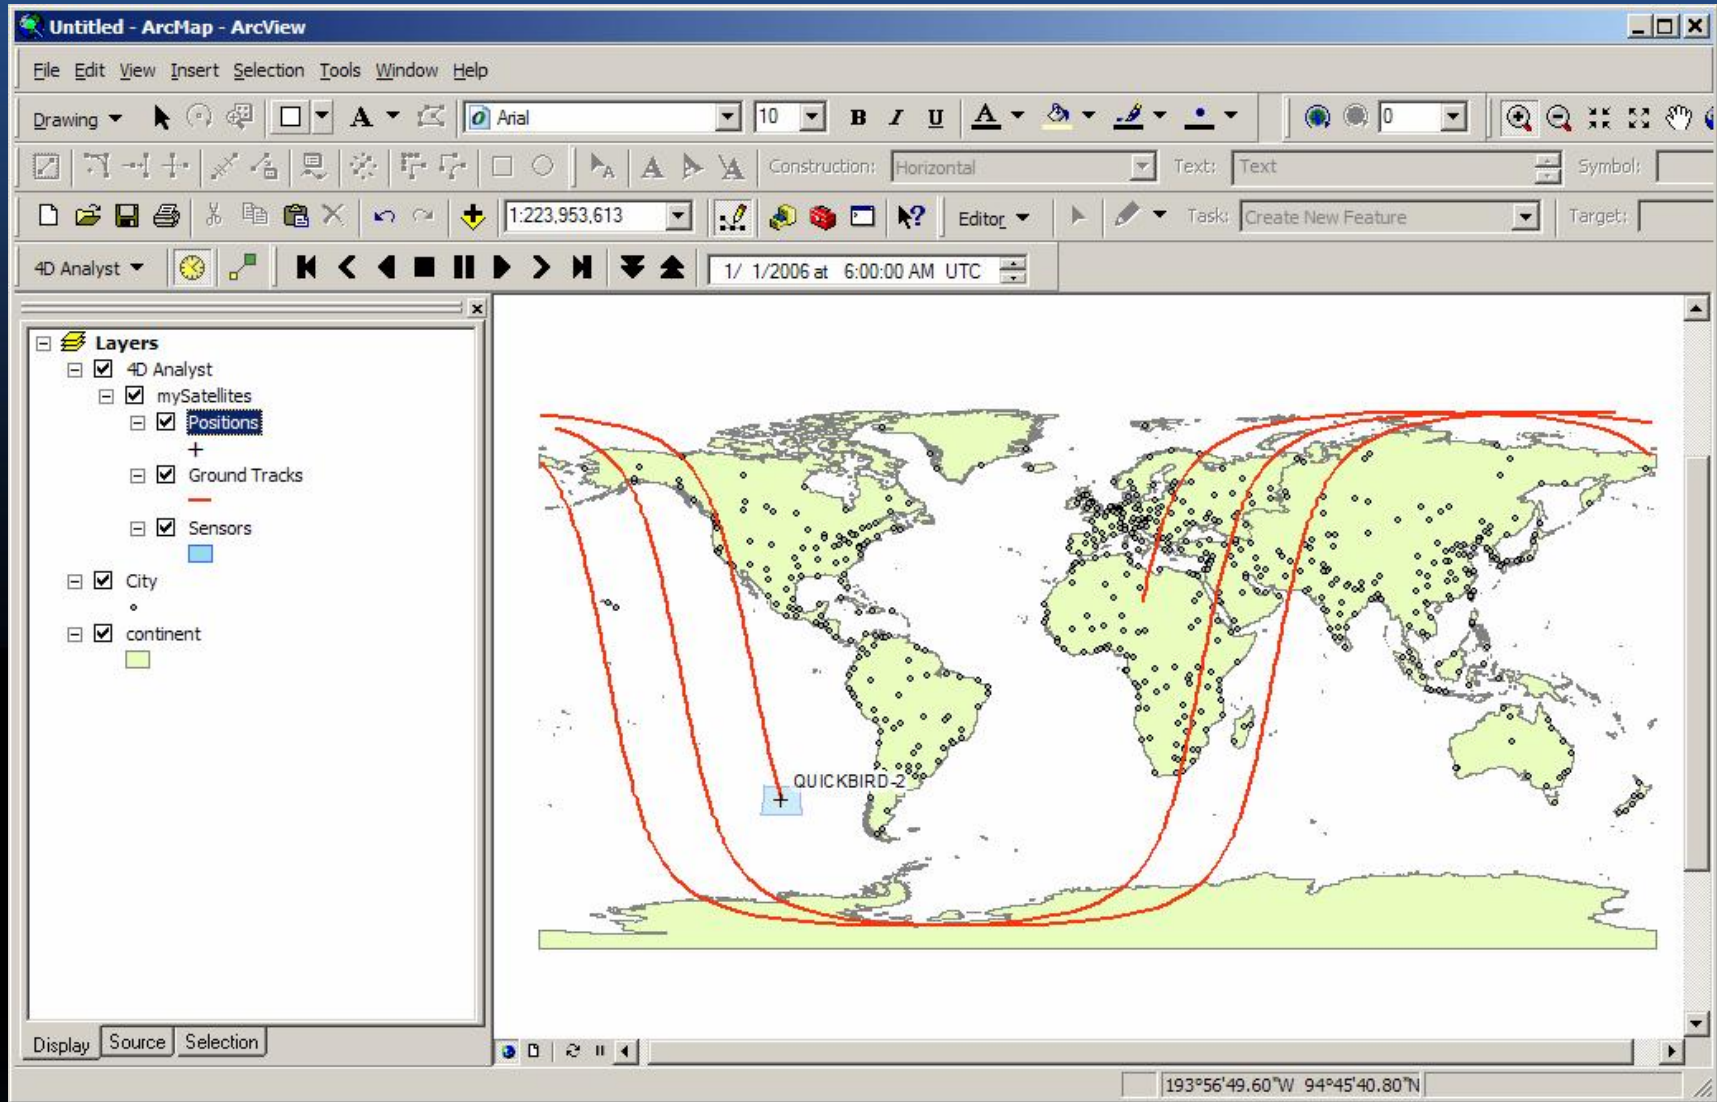 Untitled - ArcMap - ArcView
File Edit View Insert Selection Tools Window Help
Drawing A Arial 10 B I U A 0
A A A A Construction: Horizontal Text: Text Symbol:
1:223,953,613 Editor Task: Create New Feature Target:
4D Analyst 1/ 1/2006 at 6:00:00 AM UTC
Layers
4D Analyst
mySatellites
Positions
Ground Tracks
Sensors
City
continent
QUICKBIRD-2
Display Source Selection
193°56'49.60"W 94°45'40.80"N